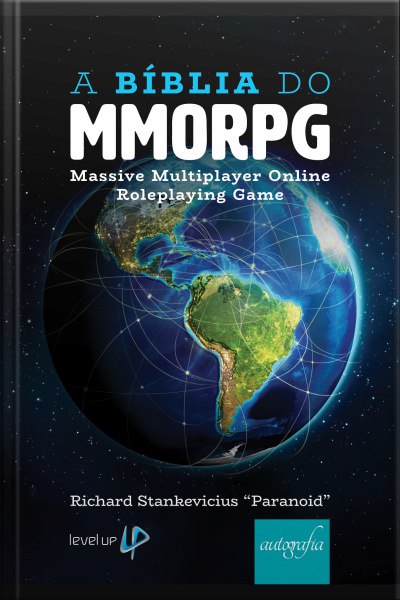 A BÍBLIA DO
MMORPG
Massive Multiplayer Online
Roleplaying Game
Richard Stankevicius “Paranoid”
level up
autografia